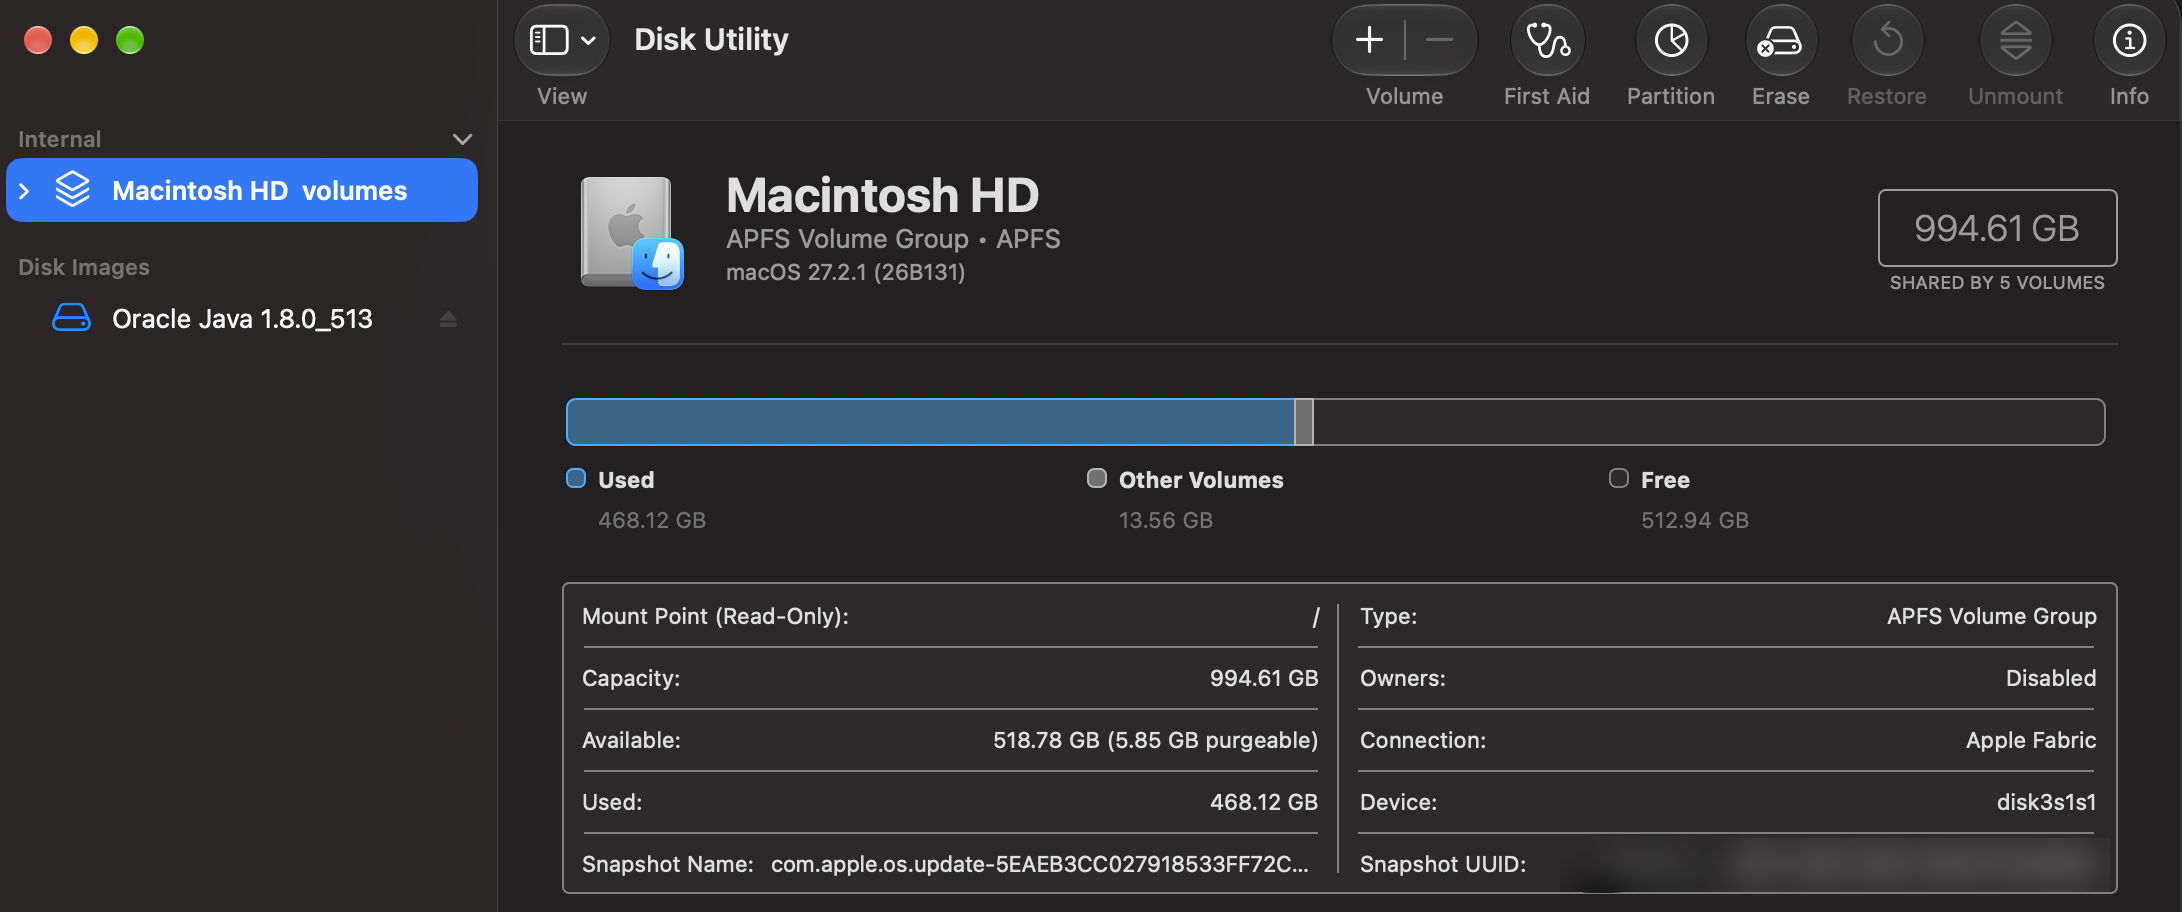 Disk Utility
View
Volume
First Aid
Partition
Erase
Restore
Unmount
Info
Internal
Macintosh HD volumes
Disk Images
Oracle Java 1.8.0_513
Macintosh HD
APFS Volume Group • APFS
macOS 27.2.1 (26B131)
994.61 GB
SHARED BY 5 VOLUMES
Used
468.12 GB
Other Volumes
13.56 GB
Free
512.94 GB
Mount Point (Read-Only): /
Capacity: 994.61 GB
Available: 518.78 GB (5.85 GB purgeable)
Used: 468.12 GB
Snapshot Name: com.apple.os.update-5EAEB3CC027918533FF72C...
Type: APFS Volume Group
Owners: Disabled
Connection: Apple Fabric
Device: disk3s1s1
Snapshot UUID: